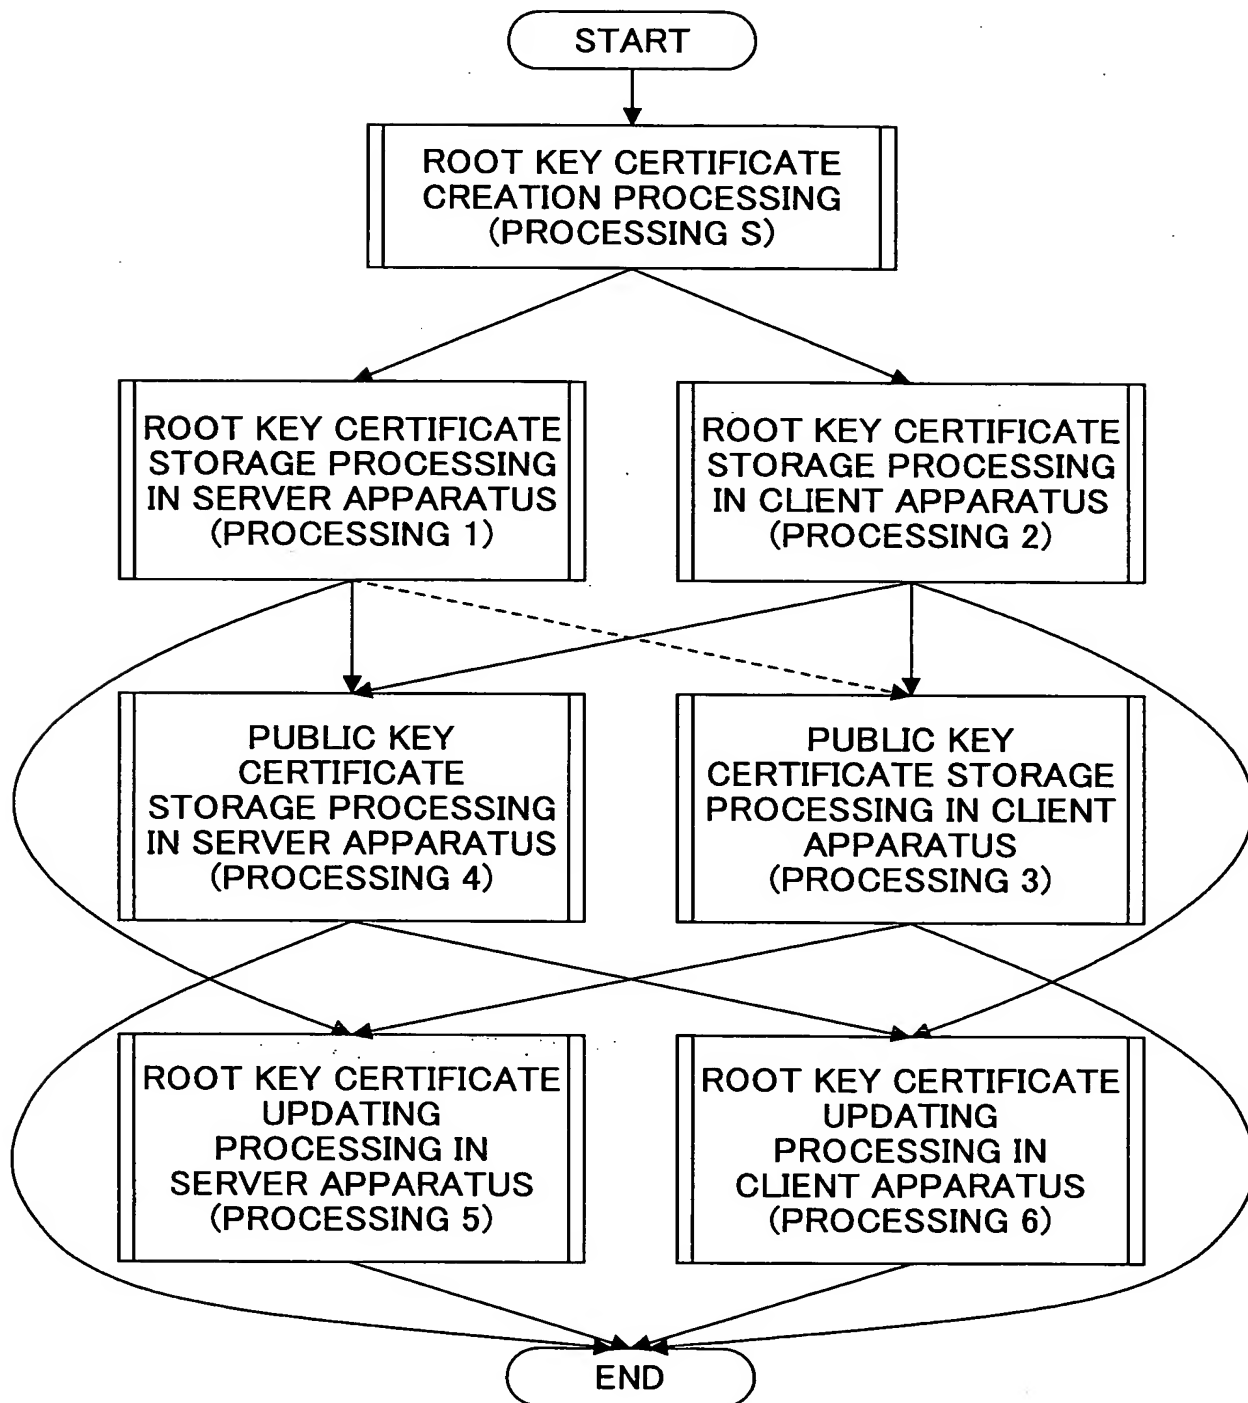 START
ROOT KEY CERTIFICATE
CREATION PROCESSING
(PROCESSING S)
ROOT KEY CERTIFICATE
STORAGE PROCESSING
IN SERVER APPARATUS
(PROCESSING 1)
ROOT KEY CERTIFICATE
STORAGE PROCESSING
IN CLIENT APPARATUS
(PROCESSING 2)
PUBLIC KEY
CERTIFICATE
STORAGE PROCESSING
IN SERVER APPARATUS
(PROCESSING 4)
PUBLIC KEY
CERTIFICATE STORAGE
PROCESSING IN CLIENT
APPARATUS
(PROCESSING 3)
ROOT KEY CERTIFICATE
UPDATING
PROCESSING IN
SERVER APPARATUS
(PROCESSING 5)
ROOT KEY CERTIFICATE
UPDATING
PROCESSING IN
CLIENT APPARATUS
(PROCESSING 6)
END